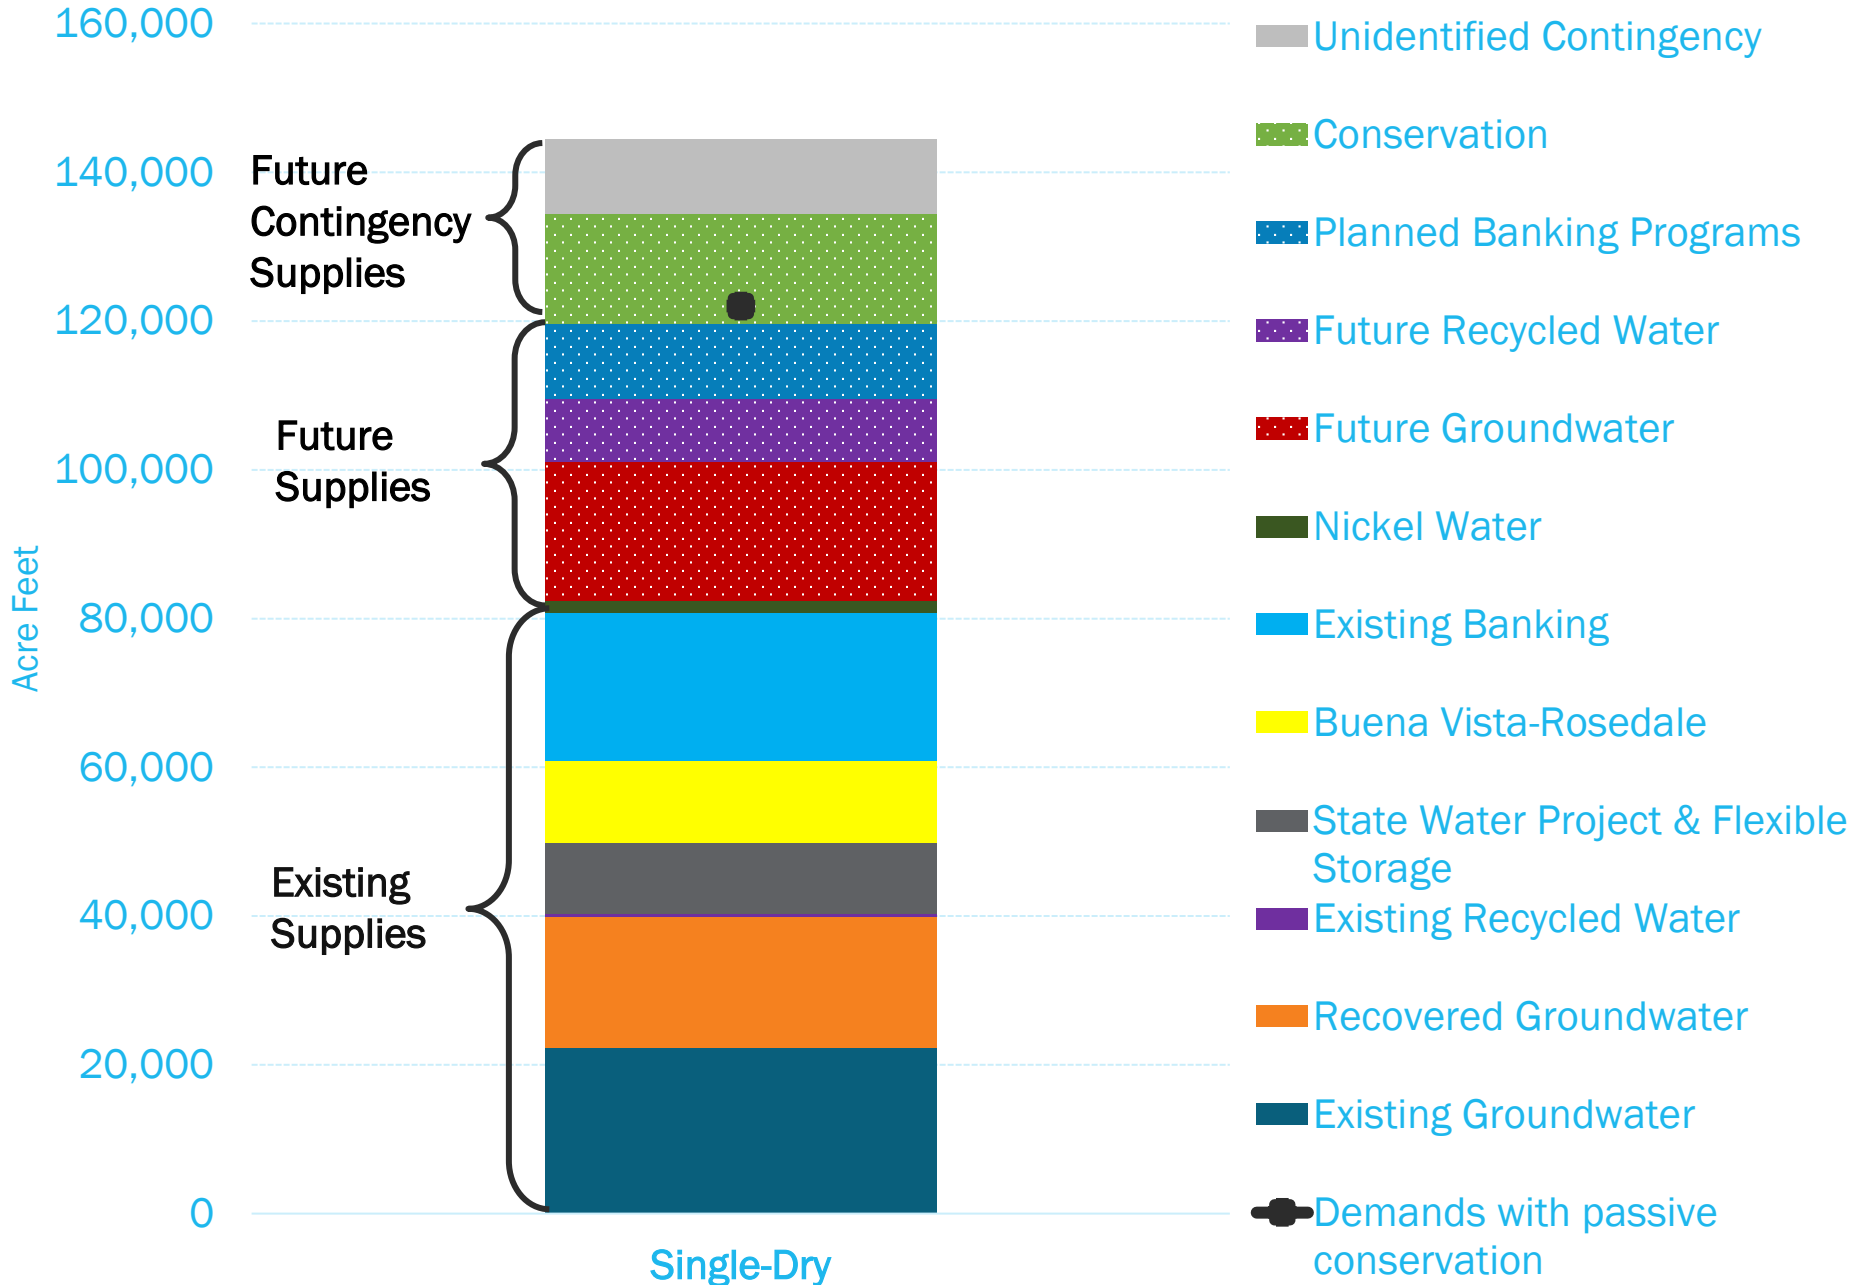 160,000
140,000
120,000
100,000
80,000
60,000
40,000
20,000
0
Acre Feet
Future
Contingency
Supplies
Future
Supplies
Existing
Supplies
Single-Dry
Unidentified Contingency
Conservation
Planned Banking Programs
Future Recycled Water
Future Groundwater
Nickel Water
Existing Banking
Buena Vista-Rosedale
State Water Project & Flexible
Storage
Existing Recycled Water
Recovered Groundwater
Existing Groundwater
Demands with passive
conservation